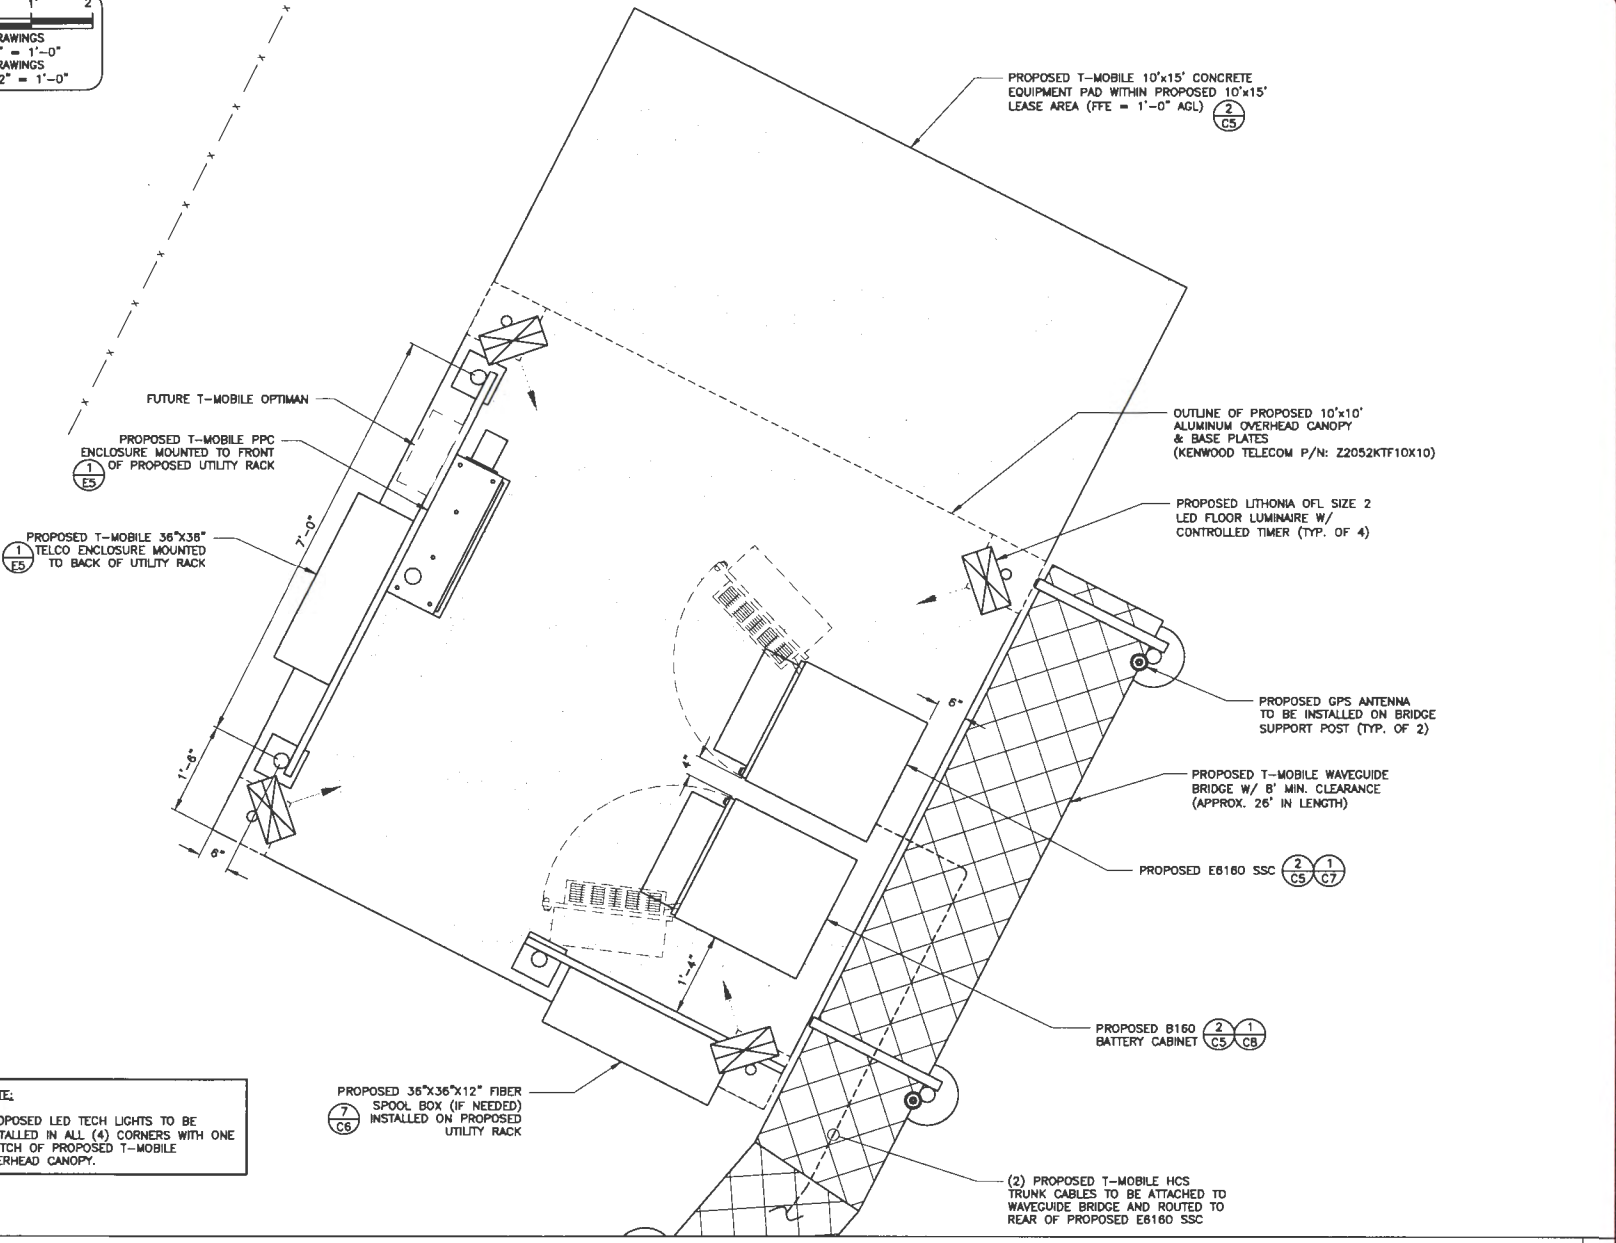 1' 2'
RAWINGS
" = 1'-0"
RAWINGS
2" = 1'-0"
PROPOSED T-MOBILE 10'x15' CONCRETE
EQUIPMENT PAD WITHIN PROPOSED 10'x15'
LEASE AREA (FFE = 1'-0" AGL)
2
C5
FUTURE T-MOBILE OPTIMAN
PROPOSED T-MOBILE PPC
ENCLOSURE MOUNTED TO FRONT
OF PROPOSED UTILITY RACK
1
E5
PROPOSED T-MOBILE 36"X36"
TELCO ENCLOSURE MOUNTED
TO BACK OF UTILITY RACK
1
E5
7'-0"
1'-6"
6"
OUTLINE OF PROPOSED 10'x10'
ALUMINUM OVERHEAD CANOPY
& BASE PLATES
(KENWOOD TELECOM P/N: Z2052KTF10X10)
PROPOSED LITHONIA OFL SIZE 2
LED FLOOR LUMINAIRE W/
CONTROLLED TIMER (TYP. OF 4)
6"
4"
1'-4"
PROPOSED GPS ANTENNA
TO BE INSTALLED ON BRIDGE
SUPPORT POST (TYP. OF 2)
PROPOSED T-MOBILE WAVEGUIDE
BRIDGE W/ 8' MIN. CLEARANCE
(APPROX. 26' IN LENGTH)
PROPOSED E6160 SSC
2
C5
1
C7
PROPOSED B160
BATTERY CABINET
2
C5
1
C8
PROPOSED 36"X36"X12" FIBER
SPOOL BOX (IF NEEDED)
INSTALLED ON PROPOSED
UTILITY RACK
7
C6
(2) PROPOSED T-MOBILE HCS
TRUNK CABLES TO BE ATTACHED TO
WAVEGUIDE BRIDGE AND ROUTED TO
REAR OF PROPOSED E6160 SSC
TE:
OPOSED LED TECH LIGHTS TO BE
TALLED IN ALL (4) CORNERS WITH ONE
TCH OF PROPOSED T-MOBILE
ERHEAD CANOPY.